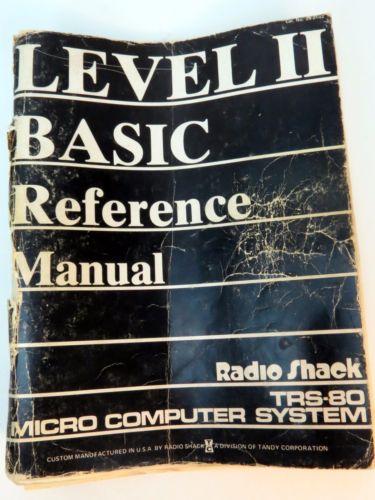 LEVEL II
BASIC
Reference
Manual
Radio Shack
TRS-80
MICRO COMPUTER SYSTEM
CUSTOM MANUFACTURED IN U.S.A. BY RADIO SHACK A DIVISION OF TANDY CORPORATION